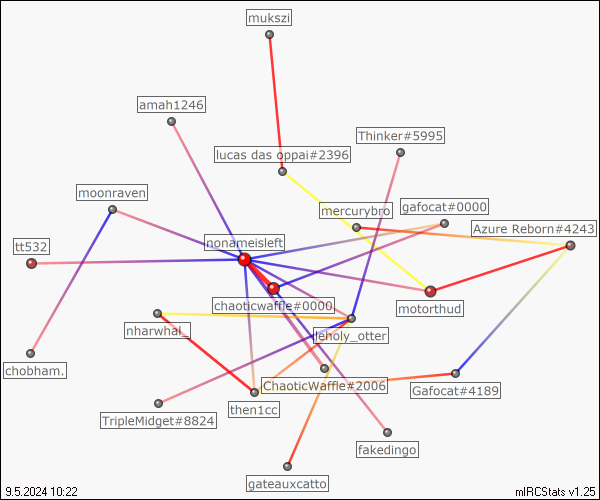 mukszi
amah1246
Thinker#5995
lucas das oppai#2396
moonraven
mercurybro
gafocat#0000
Azure Reborn#4243
tt532
nonameisleft
chaoticwaffle#0000
motorthud
nharwhal_
leholy_otter
chobham.
ChaoticWaffle#2006
Gafocat#4189
TripleMidget#8824
then1cc
fakedingo
gateauxcatto
9.5.2024 10:22
mIRCStats v1.25